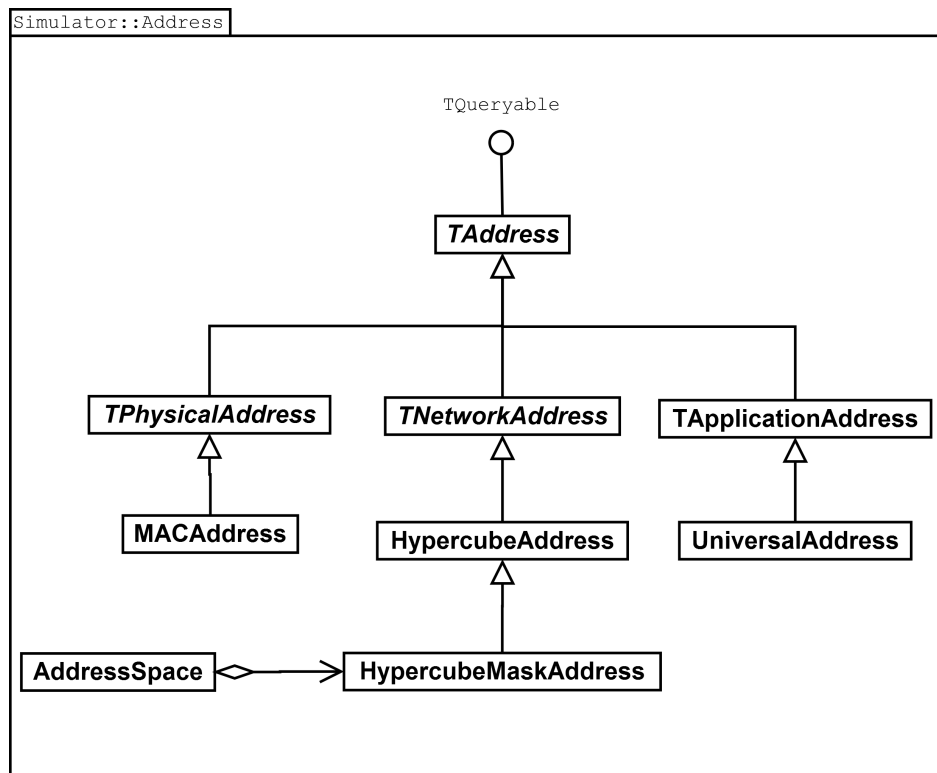 Simulator::Address
TQueryable
TAddress
TPhysicalAddress
TNetworkAddress
TApplicationAddress
MACAddress
HypercubeAddress
UniversalAddress
AddressSpace
HypercubeMaskAddress